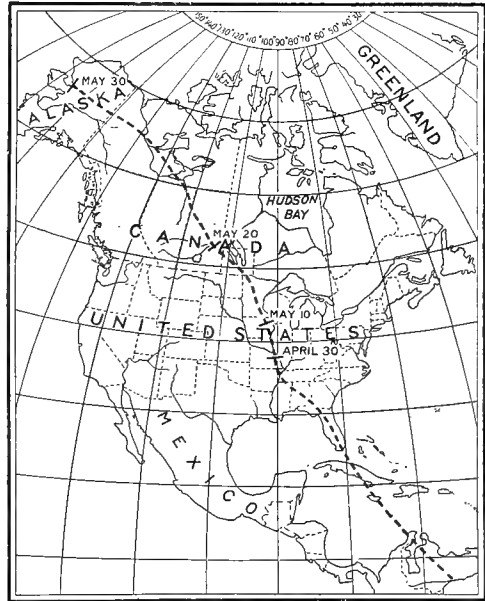 150° 140° 130° 120° 110° 100° 90° 80° 70° 60° 50° 40° 30°
MAY 30
ALASKA
GREENLAND
HUDSON
BAY
MAY 20
CANADA
MAY 10
UNITED STATES
APRIL 30
MEXICO